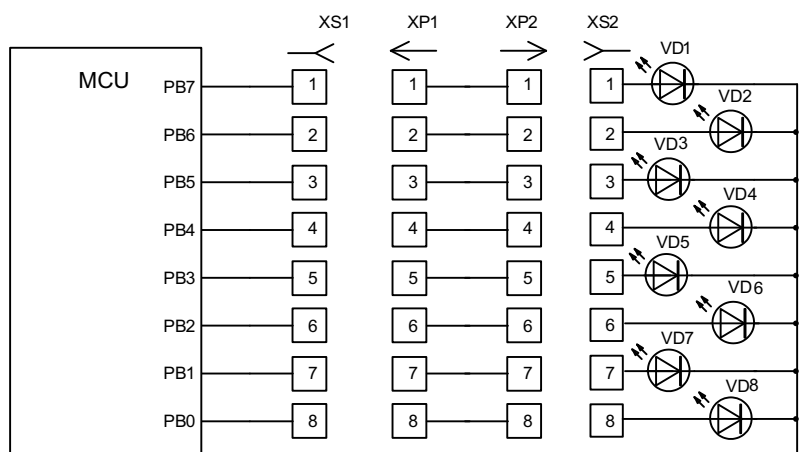 XS1 XP1 XP2 XS2
MCU
VD1
PB7 1 1 1 1
VD2
PB6 2 2 2 2
VD3
PB5 3 3 3 3
VD4
PB4 4 4 4 4
VD5
PB3 5 5 5 5
VD6
PB2 6 6 6 6
VD7
PB1 7 7 7 7
VD8
PB0 8 8 8 8